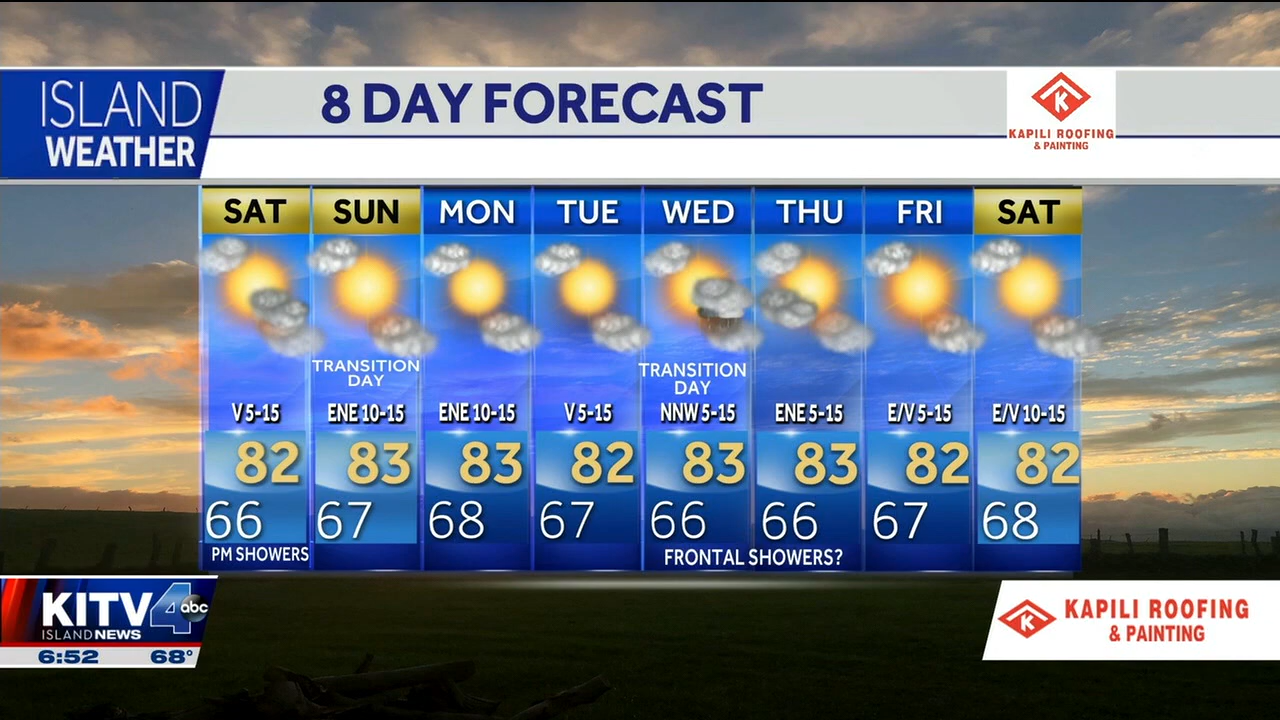 ISLAND
WEATHER
8 DAY FORECAST
K
KAPILI ROOFING
& PAINTING
SAT SUN MON TUE WED THU FRI SAT
TRANSITION
DAY
TRANSITION
DAY
V 5-15 ENE 10-15 ENE 10-15 V 5-15 NNW 5-15 ENE 5-15 E/V 5-15 E/V 10-15
82 83 83 82 83 83 82 82
66 67 68 67 66 66 67 68
PM SHOWERS FRONTAL SHOWERS?
KITV 4 abc
ISLAND NEWS
6:52 68°
K KAPILI ROOFING
& PAINTING